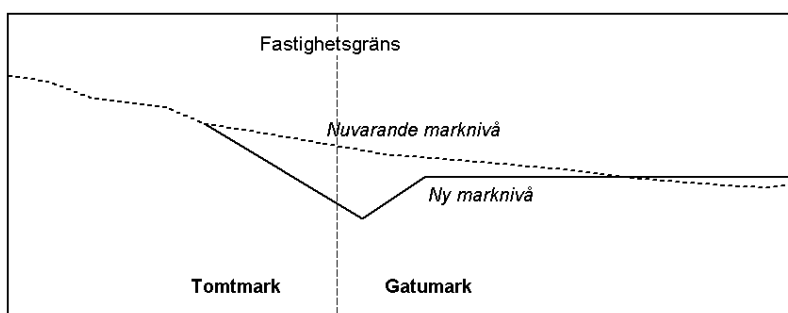 Fastighetsgräns
Nuvarande marknivå
Ny marknivå
Tomtmark
Gatumark